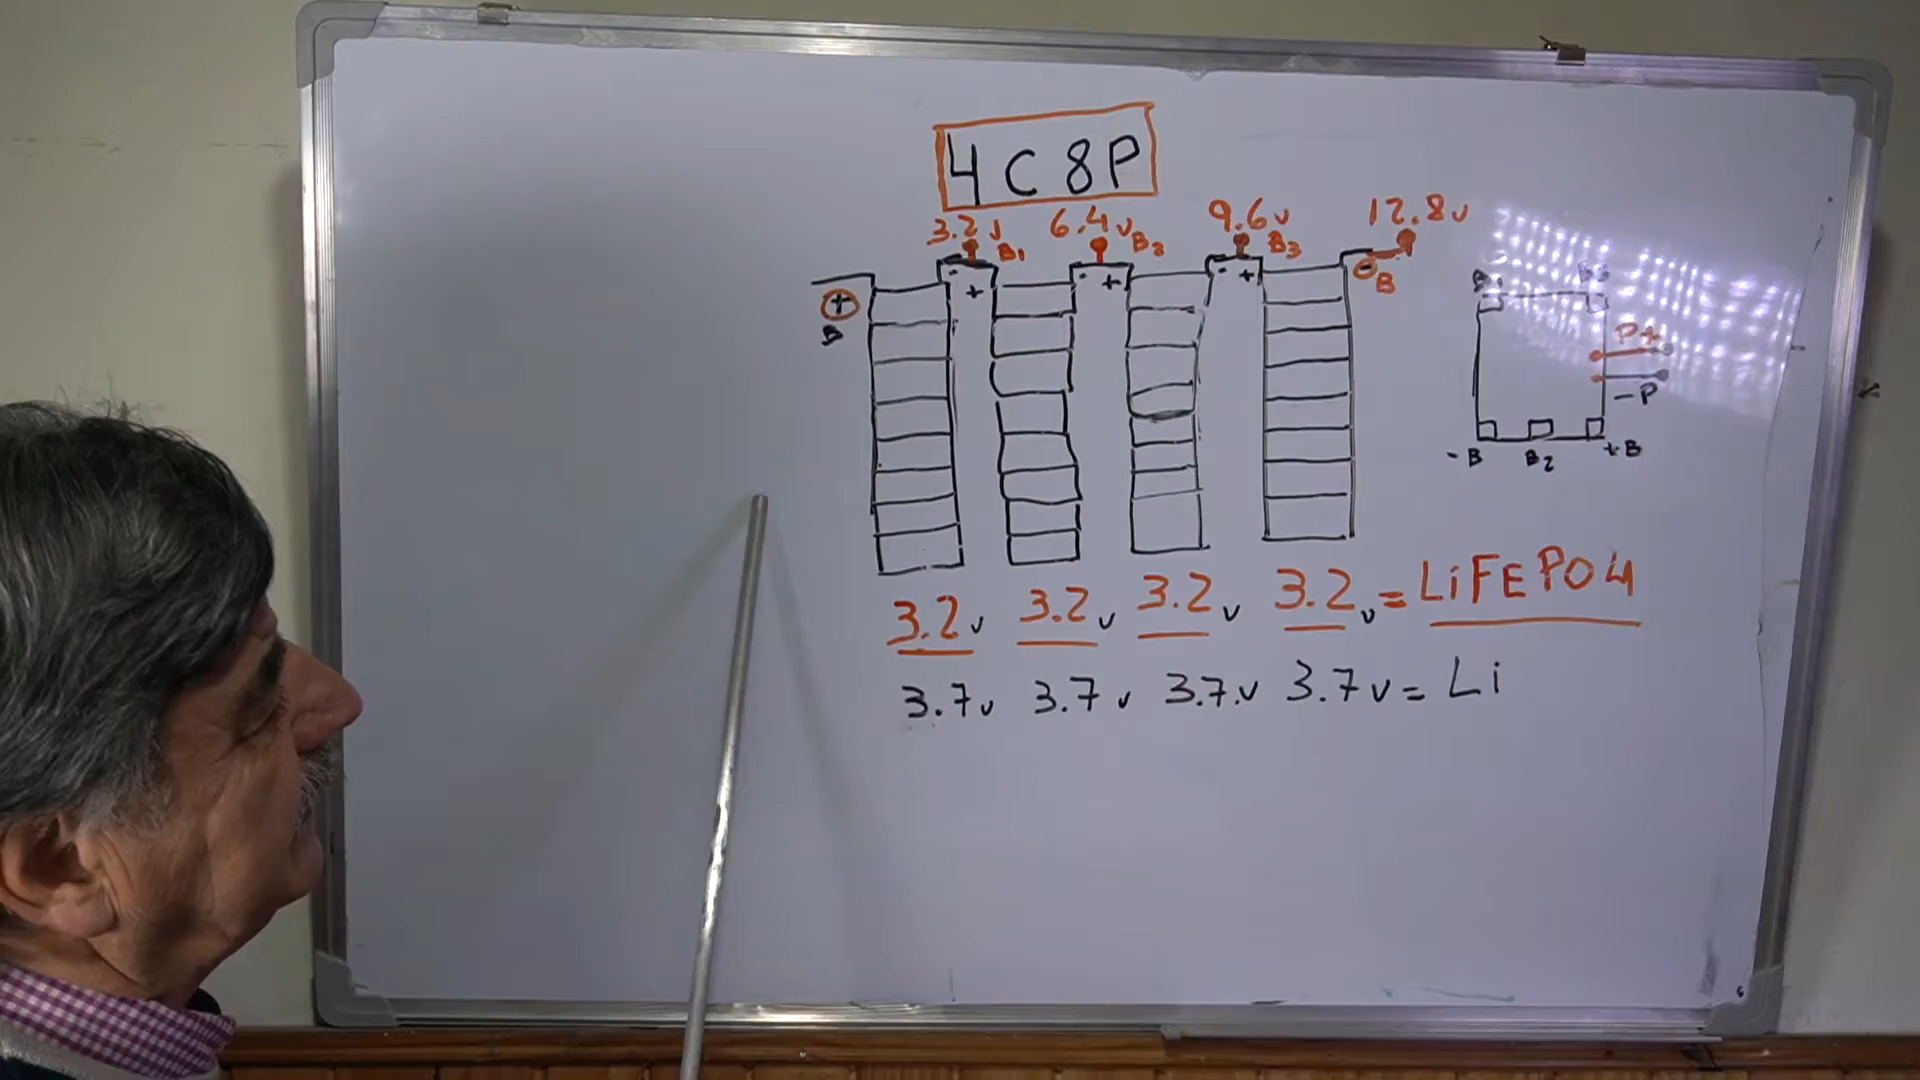 4C8P
3.2v 6.4v 9.6v 12.8v
B1 B2 B3
- + - + - +
+ -
B B
B1 B3
P+
-P
-B B2 +B
3.2v 3.2v 3.2v 3.2v = LiFEPO4
3.7v 3.7v 3.7v 3.7v = Li